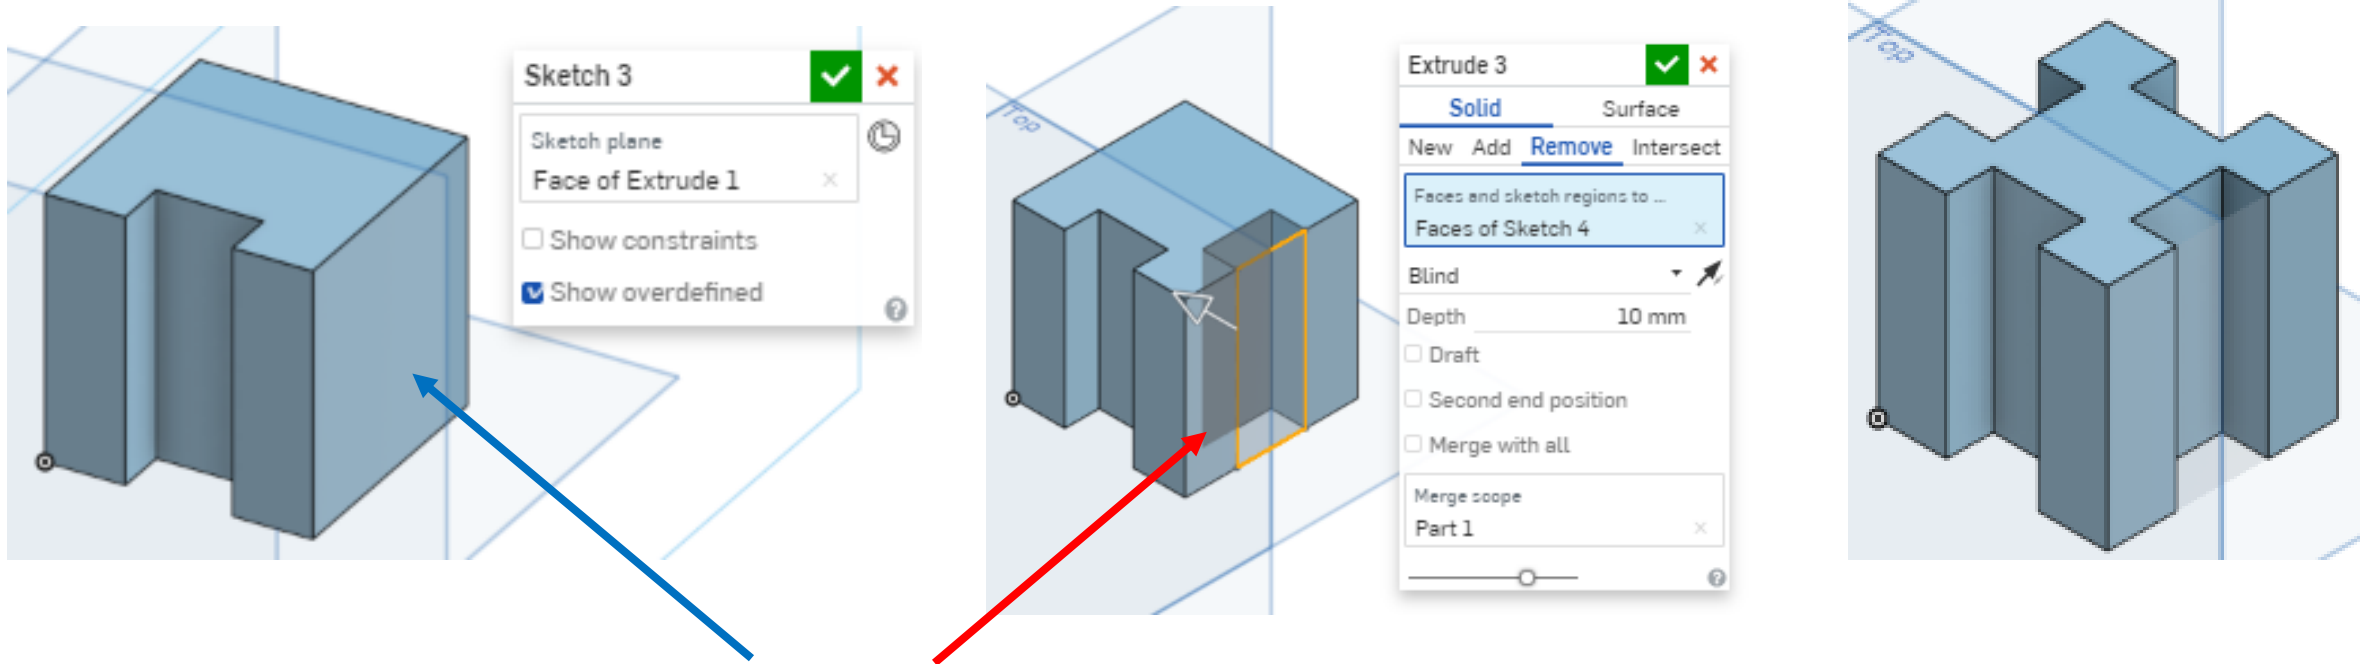 Sketch 3
Sketch plane
Face of Extrude 1
Show constraints
Show overdefined
Top
Extrude 3
Solid Surface
New Add Remove Intersect
Faces and sketch regions to ...
Faces of Sketch 4
Blind
Depth 10 mm
Draft
Second end position
Merge with all
Merge scope
Part 1
Top